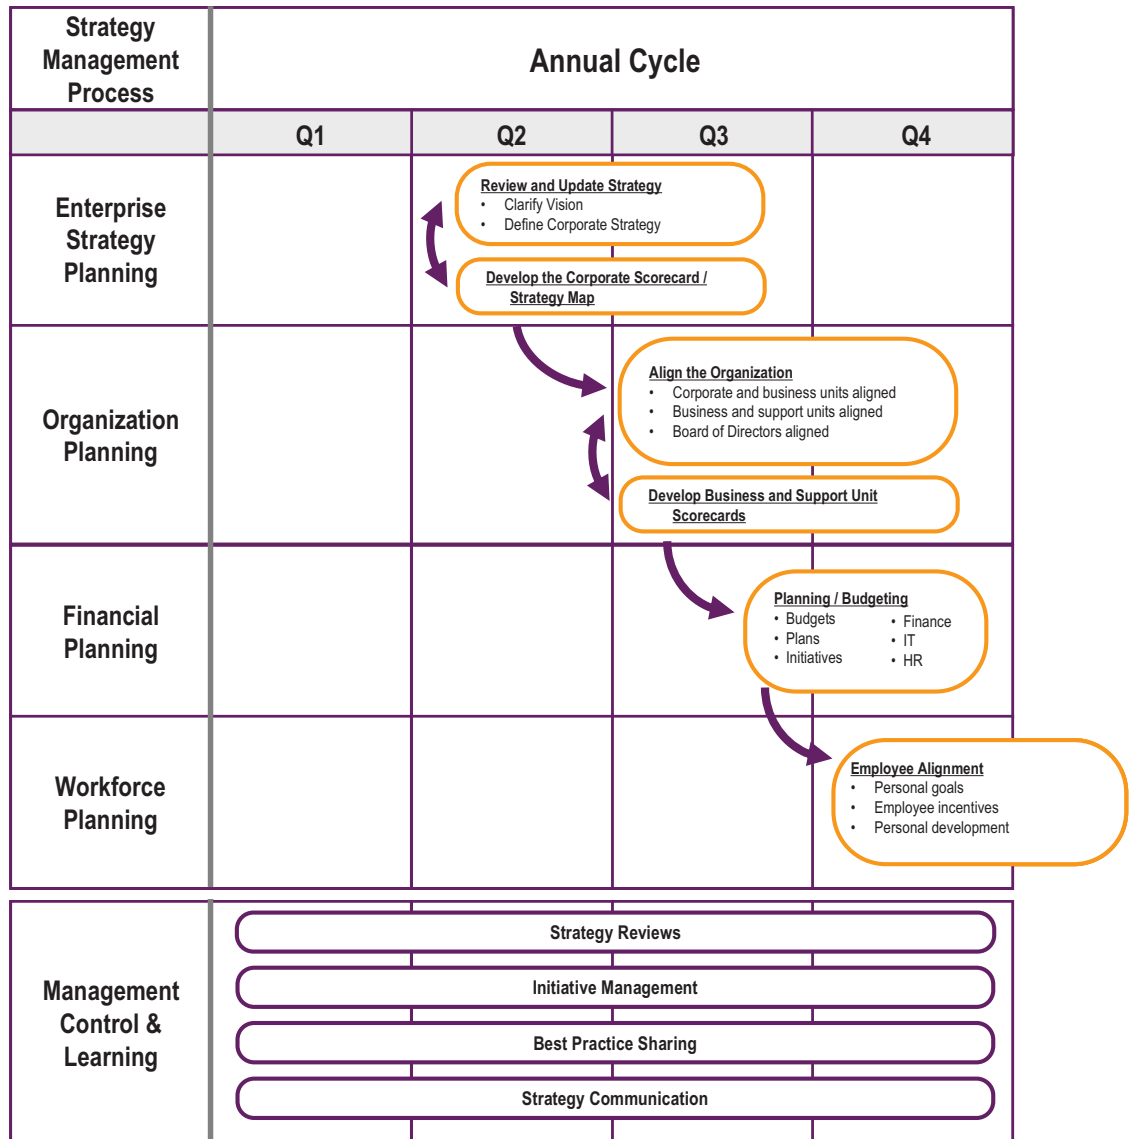 Strategy
Management
Process
Annual Cycle
Q1
Q2
Q3
Q4
Enterprise
Strategy
Planning
Review and Update Strategy
• Clarify Vision
• Define Corporate Strategy
Develop the Corporate Scorecard /
Strategy Map
Organization
Planning
Align the Organization
• Corporate and business units aligned
• Business and support units aligned
• Board of Directors aligned
Develop Business and Support Unit
Scorecards
Financial
Planning
Planning / Budgeting
• Budgets
• Plans
• Initiatives
• Finance
• IT
• HR
Workforce
Planning
Employee Alignment
• Personal goals
• Employee incentives
• Personal development
Management
Control &
Learning
Strategy Reviews
Initiative Management
Best Practice Sharing
Strategy Communication